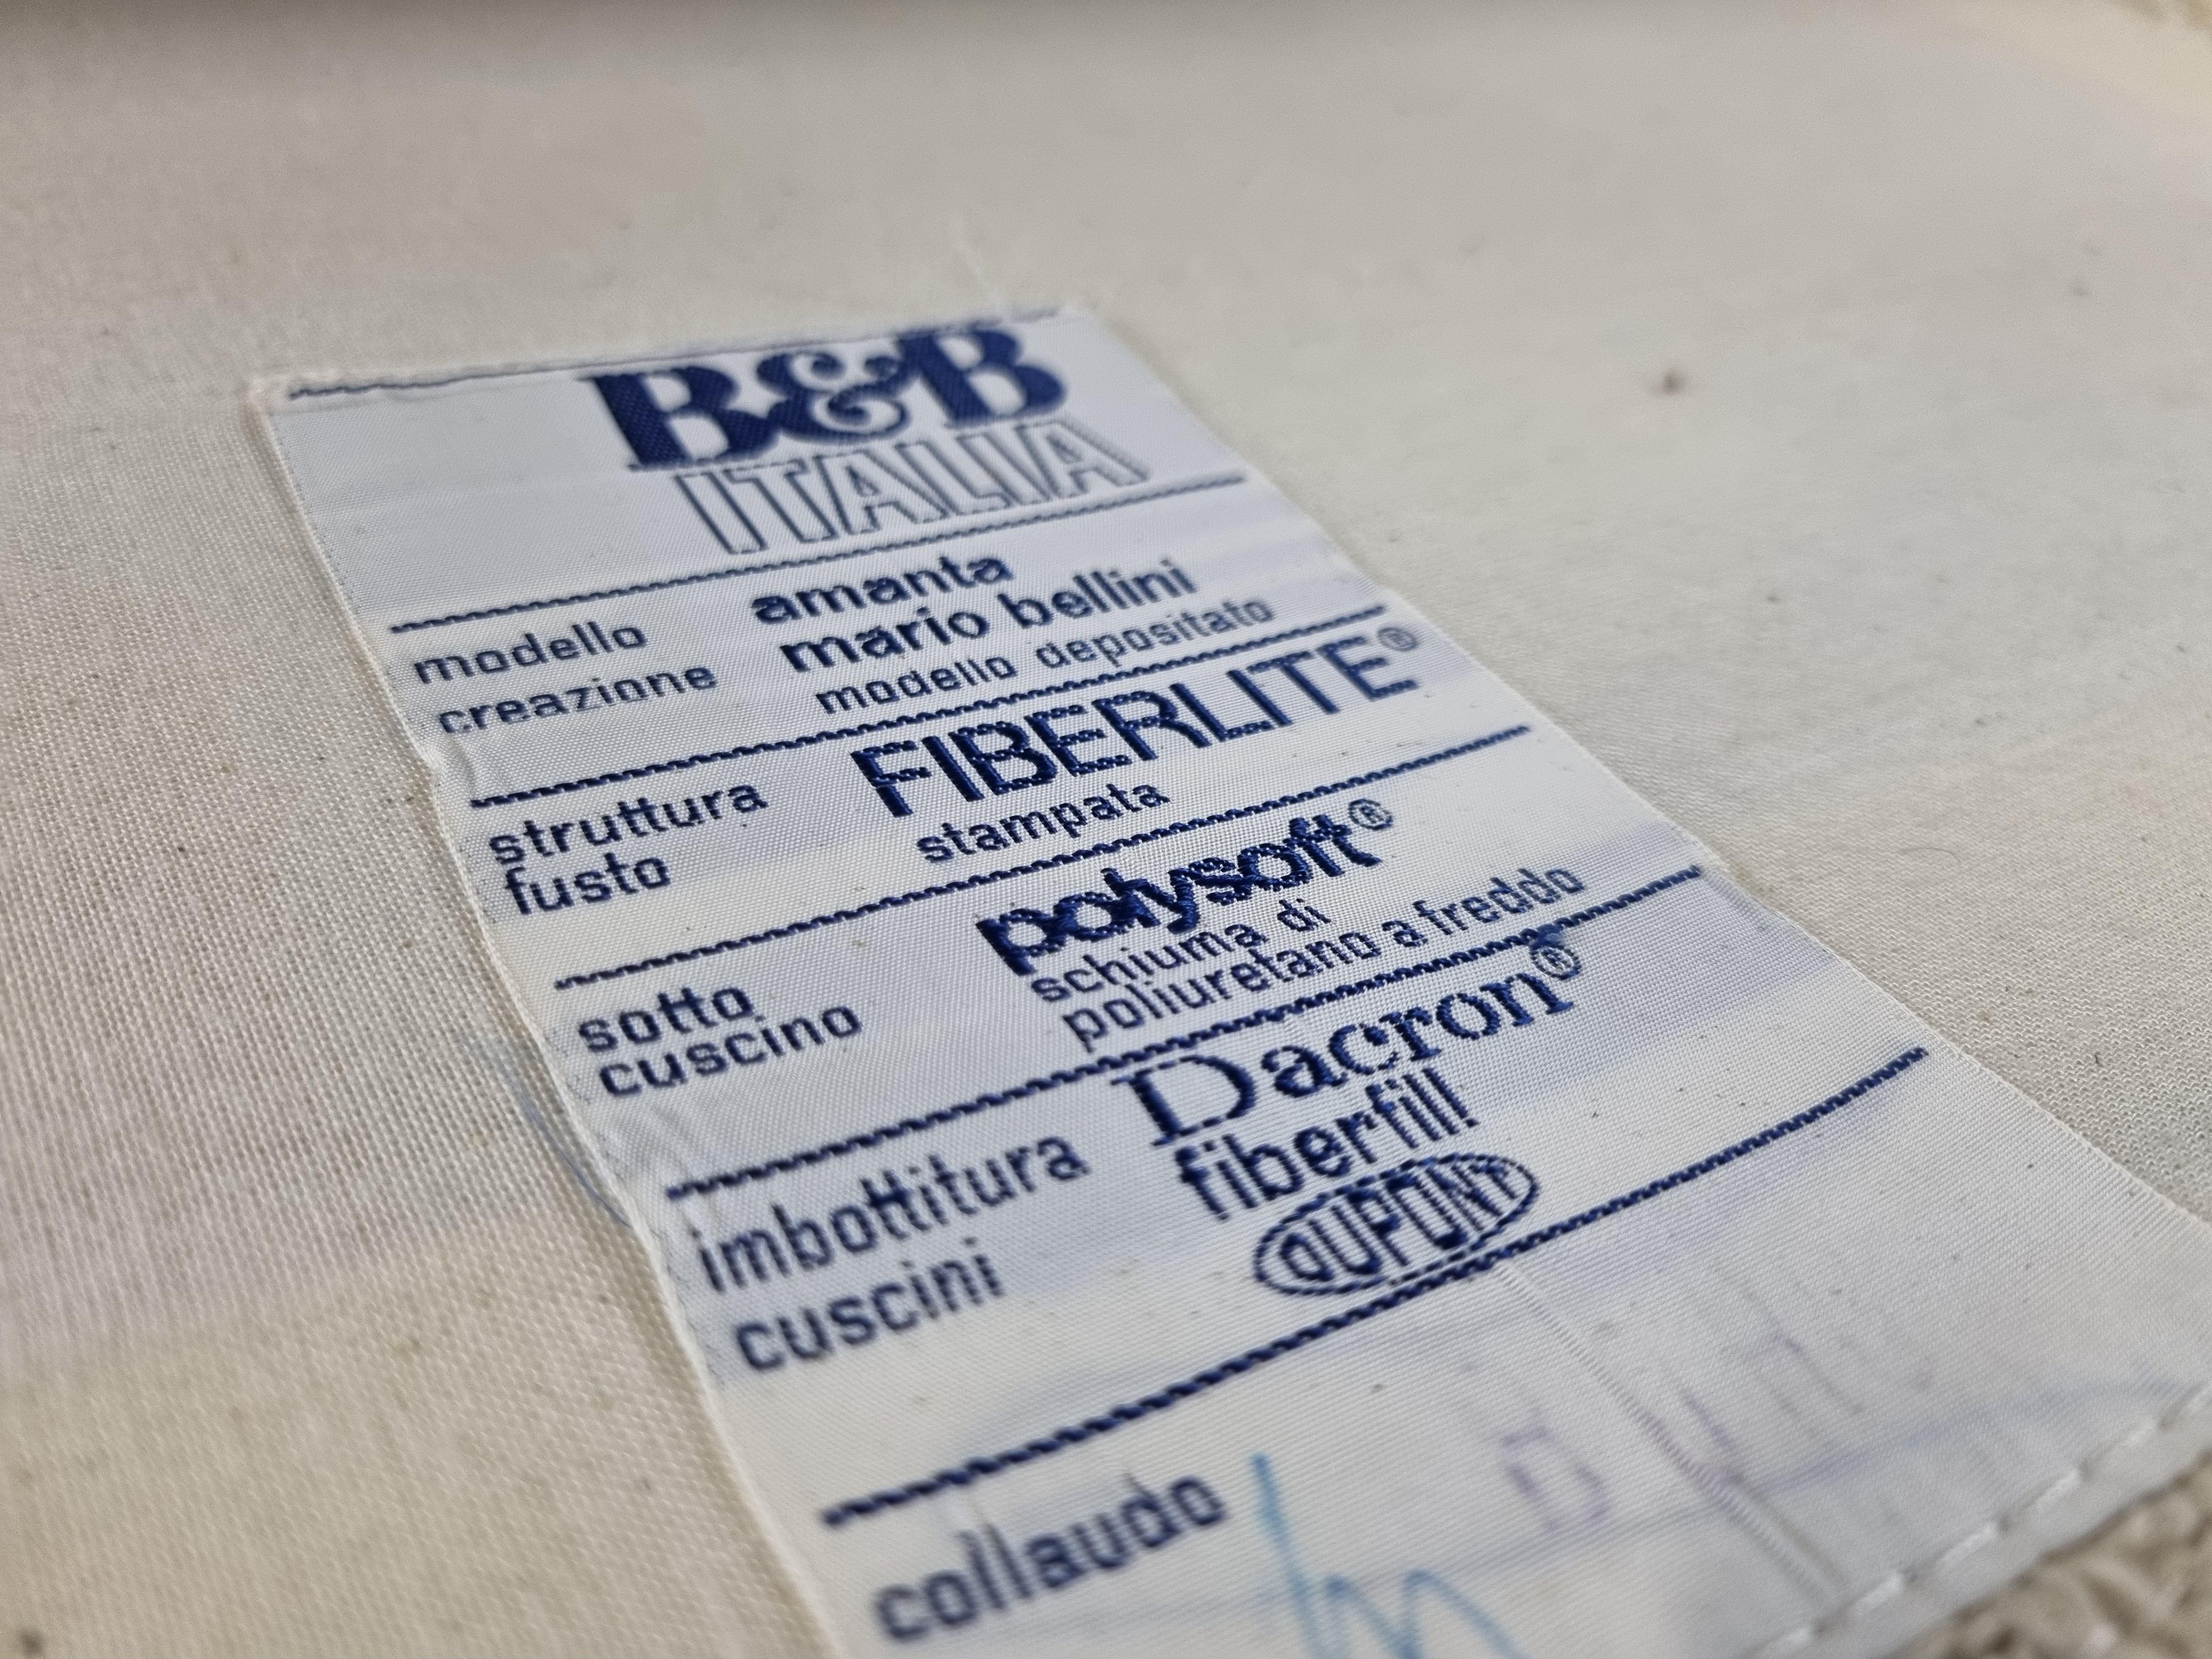 B&B
ITALIA
modello amanta
creazione mario bellini
modello depositato
struttura FIBERLITE®
fusto stampata
sotto polysoft®
cuscino schiuma di
poliuretano a freddo
imbottitura Dacron®
cuscini fiberfill
DUPONT
collaudo